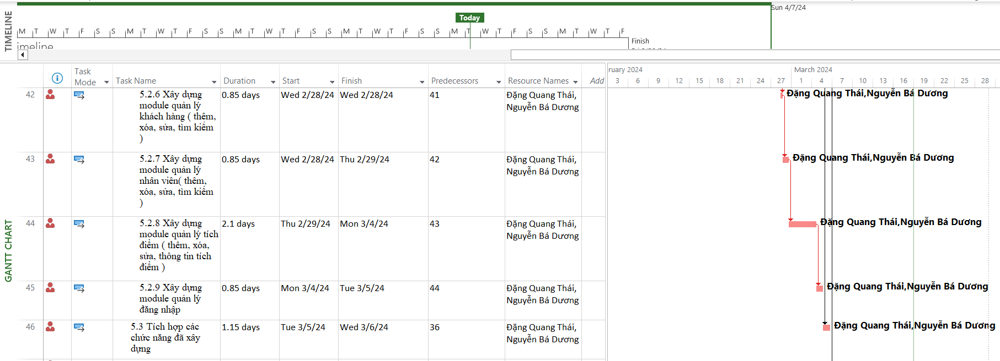 TIMELINE
Sun 4/7/24
Today
M T W T F S S M T W T F S S M T W T F S S M T W T F S S M T W T F S S M T W T F
imeline
Finish
GANTT CHART
Task Mode
Task Name
Duration
Start
Finish
Predecessors
Resource Names
Add
ruary 2024
March 2024
3 6 9 12 15 18 21 24 27 1 4 7 10 13 16 19 22 25 28
42
5.2.6 Xây dựng
module quản lý
khách hàng ( thêm,
xóa, sửa, tìm kiếm
)
0.85 days
Wed 2/28/24
Wed 2/28/24
41
Đặng Quang Thái,
Nguyễn Bá Dương
Đặng Quang Thái,Nguyễn Bá Dương
43
5.2.7 Xây dựng
module quản lý
nhân viên( thêm,
xóa, sửa, tìm kiếm
)
0.85 days
Wed 2/28/24
Thu 2/29/24
42
Đặng Quang Thái,
Nguyễn Bá Dương
Đặng Quang Thái,Nguyễn Bá Dương
44
5.2.8 Xây dựng
module quản lý tích
điểm ( thêm, xóa,
sửa, thông tin tích
điểm )
2.1 days
Thu 2/29/24
Mon 3/4/24
43
Đặng Quang Thái,
Nguyễn Bá Dương
Đặng Quang Thái,Nguyễn Bá Dương
45
5.2.9 Xây dựng
module quản lý
đăng nhập
0.85 days
Mon 3/4/24
Tue 3/5/24
44
Đặng Quang Thái,
Nguyễn Bá Dương
Đặng Quang Thái,Nguyễn Bá Dương
46
5.3 Tích hợp các
chức năng đã xây
dựng
1.15 days
Tue 3/5/24
Wed 3/6/24
36
Đặng Quang Thái,
Nguyễn Bá Dương
Đặng Quang Thái,Nguyễn Bá Dương